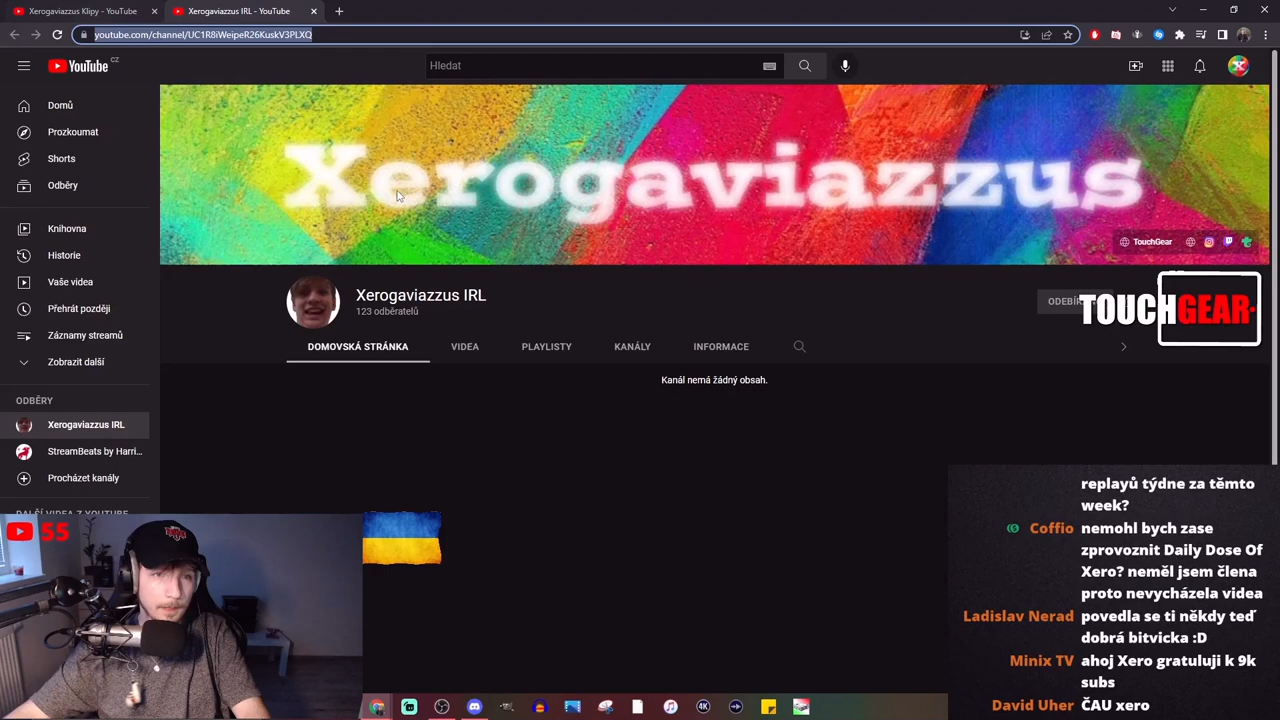 Xerogaviazzus Klipy - YouTube
Xerogaviazzus IRL - YouTube
youtube.com/channel/UC1R8iWeipeR26KuskV3PLXQ
YouTube CZ
Hledat
Domů
Prozkoumat
Shorts
Odběry
Knihovna
Historie
Vaše videa
Přehrát později
Záznamy streamů
Zobrazit další
ODBĚRY
Xerogaviazzus IRL
StreamBeats by Harri...
Procházet kanály
Xerogaviazzus
TouchGear
Xerogaviazzus IRL
123 odběratelů
TOUCHGEAR
DOMOVSKÁ STRÁNKA
VIDEA
PLAYLISTY
KANÁLY
INFORMACE
Kanál nemá žádný obsah.
55
replayů týdne za těmto
week?
Coffio nemohl bych zase
zprovoznit Daily Dose Of
Xero? neměl jsem člena
proto nevycházela videa
Ladislav Nerad povedla se ti někdy teď
dobrá bitvicka :D
Minix TV ahoj Xero gratuluji k 9k
subs
David Uher ČAU xero